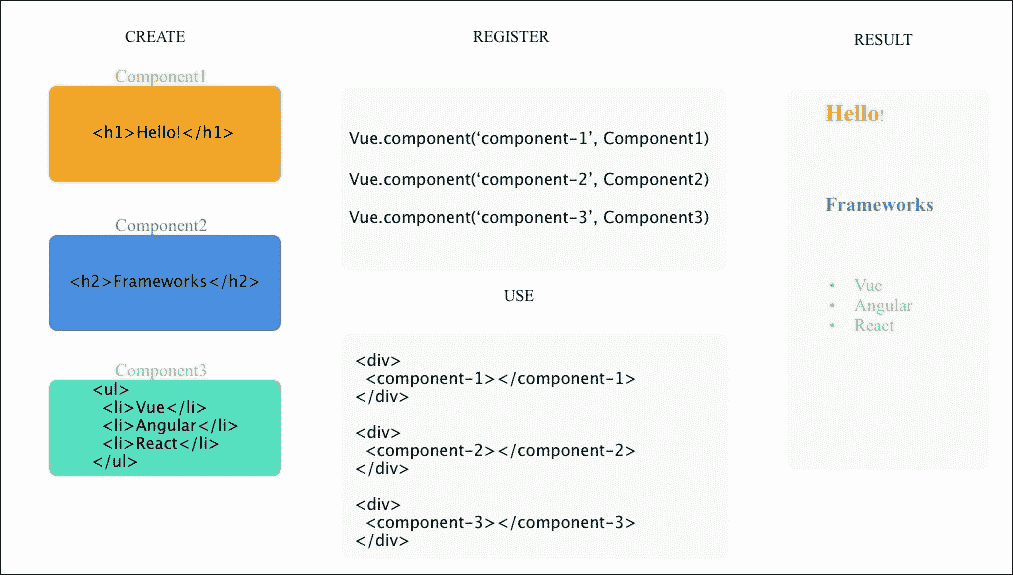 CREATE
Component1
<h1>Hello!</h1>
Component2
<h2>Frameworks</h2>
Component3
<ul>
<li>Vue</li>
<li>Angular</li>
<li>React</li>
</ul>
REGISTER
Vue.component(‘component-1’, Component1)
Vue.component(‘component-2’, Component2)
Vue.component(‘component-3’, Component3)
USE
<div>
<component-1></component-1>
</div>
<div>
<component-2></component-2>
</div>
<div>
<component-3></component-3>
</div>
RESULT
Hello!
Frameworks
• Vue
• Angular
• React